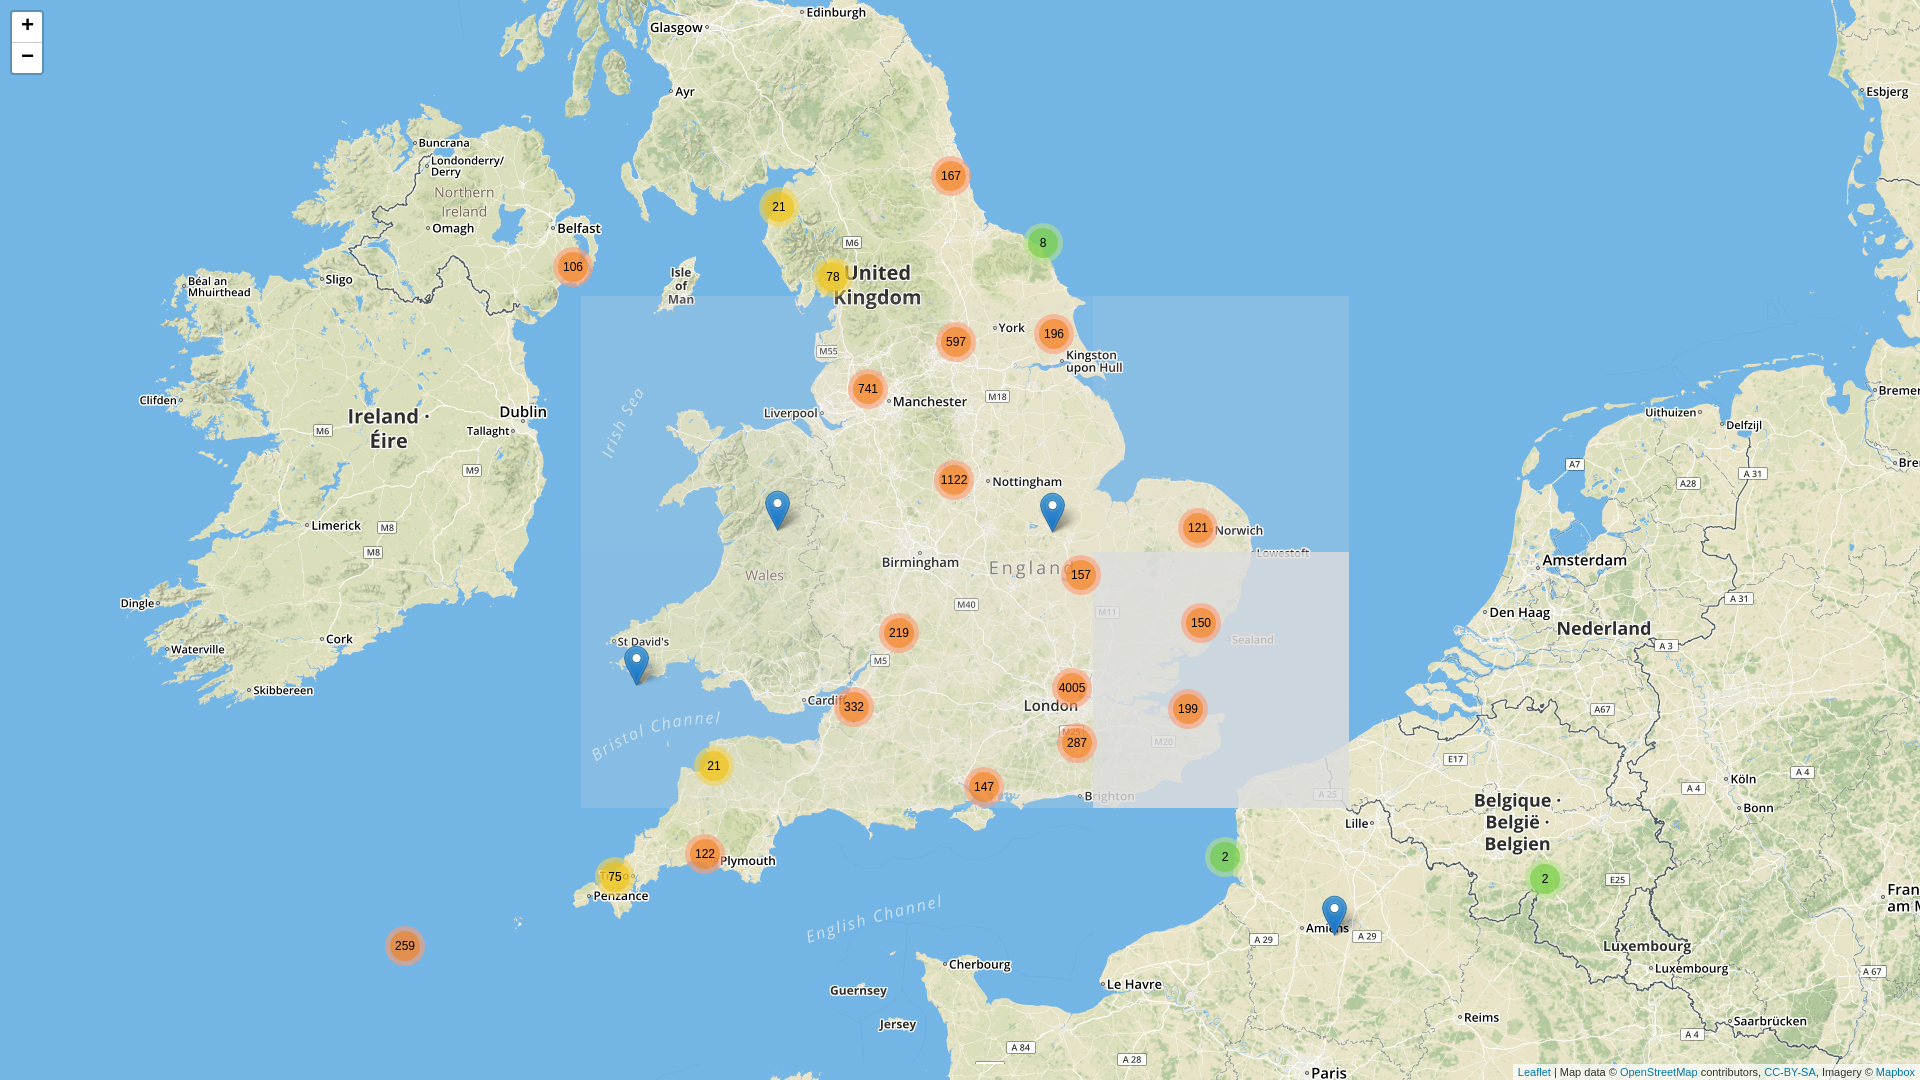 +
−
Edinburgh
Glasgow
Ayr
Esbjerg
Buncrana
Londonderry/
Derry
Northern
Ireland
Omagh
Belfast
106
21
167
8
M6
78
United
Kingdom
Isle
of
Man
Sligo
Béal an
Mhuirthead
York
196
597
Kingston
upon Hull
M55
741
Manchester
M18
Liverpool
Clifden
Ireland ·
Éire
Dublin
Tallaght
M6
M9
Irish Sea
Uithuizen
Delfzijl
Bremer
Bre
A7
A 31
A28
1122
Nottingham
121
Norwich
Lowestoft
Limerick
M8
M8
Birmingham
England
157
Wales
Amsterdam
Dingle
M40
M11
150
Sealand
Den Haag
Nederland
A 31
A 3
219
M5
St David's
Cork
Waterville
Skibbereen
4005
London
199
Cardiff
332
Bristol Channel
287
M20
A67
E17
21
147
Brighton
A 25
Köln
A 4
A 4
Bonn
Belgique ·
België ·
Belgien
Lille
122
Plymouth
75
Penzance
2
2
E25
Fran
am M
English Channel
259
Amiens
A 29
A 29
Luxembourg
Luxembourg
A 67
Cherbourg
Guernsey
Le Havre
Jersey
Reims
Saarbrücken
A 84
A 28
A 4
Paris
Leaflet | Map data © OpenStreetMap contributors, CC-BY-SA, Imagery © Mapbox